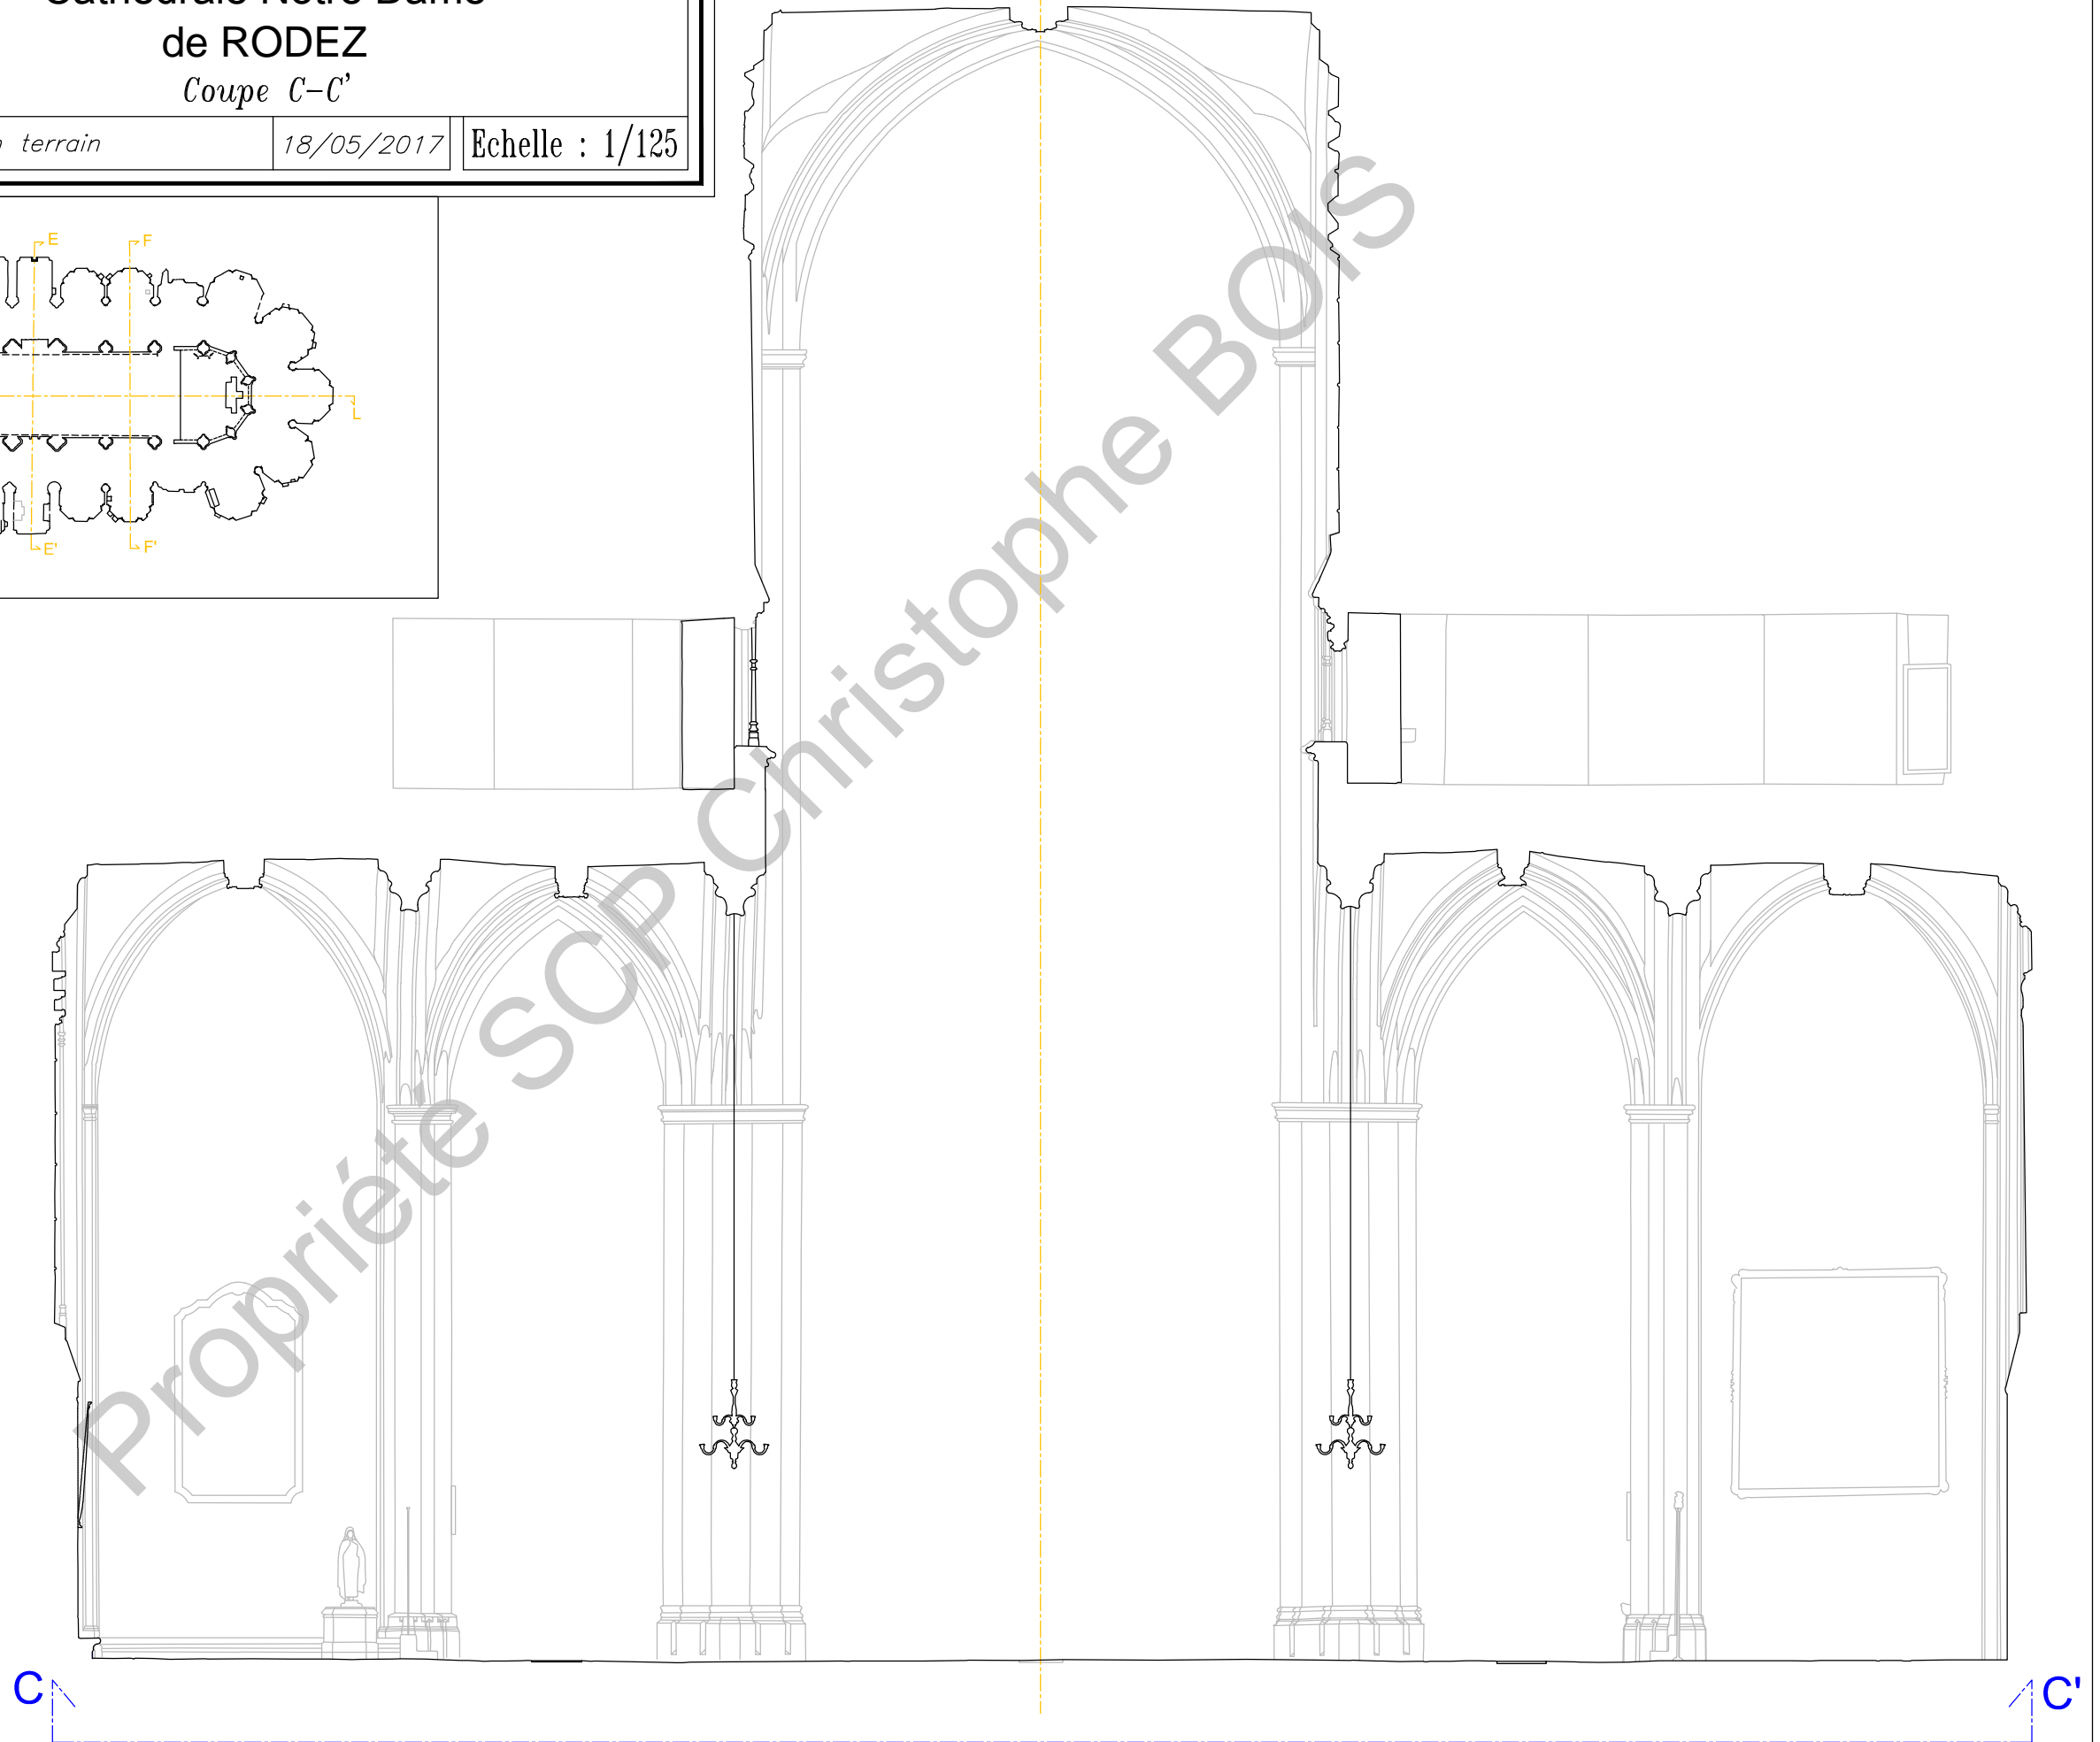 de RODEZ
Coupe C-C'
terrain
18/05/2017
Echelle : 1/125
E
F
L
E'
F'
Propriété SCP Christophe BOIS
C
C'